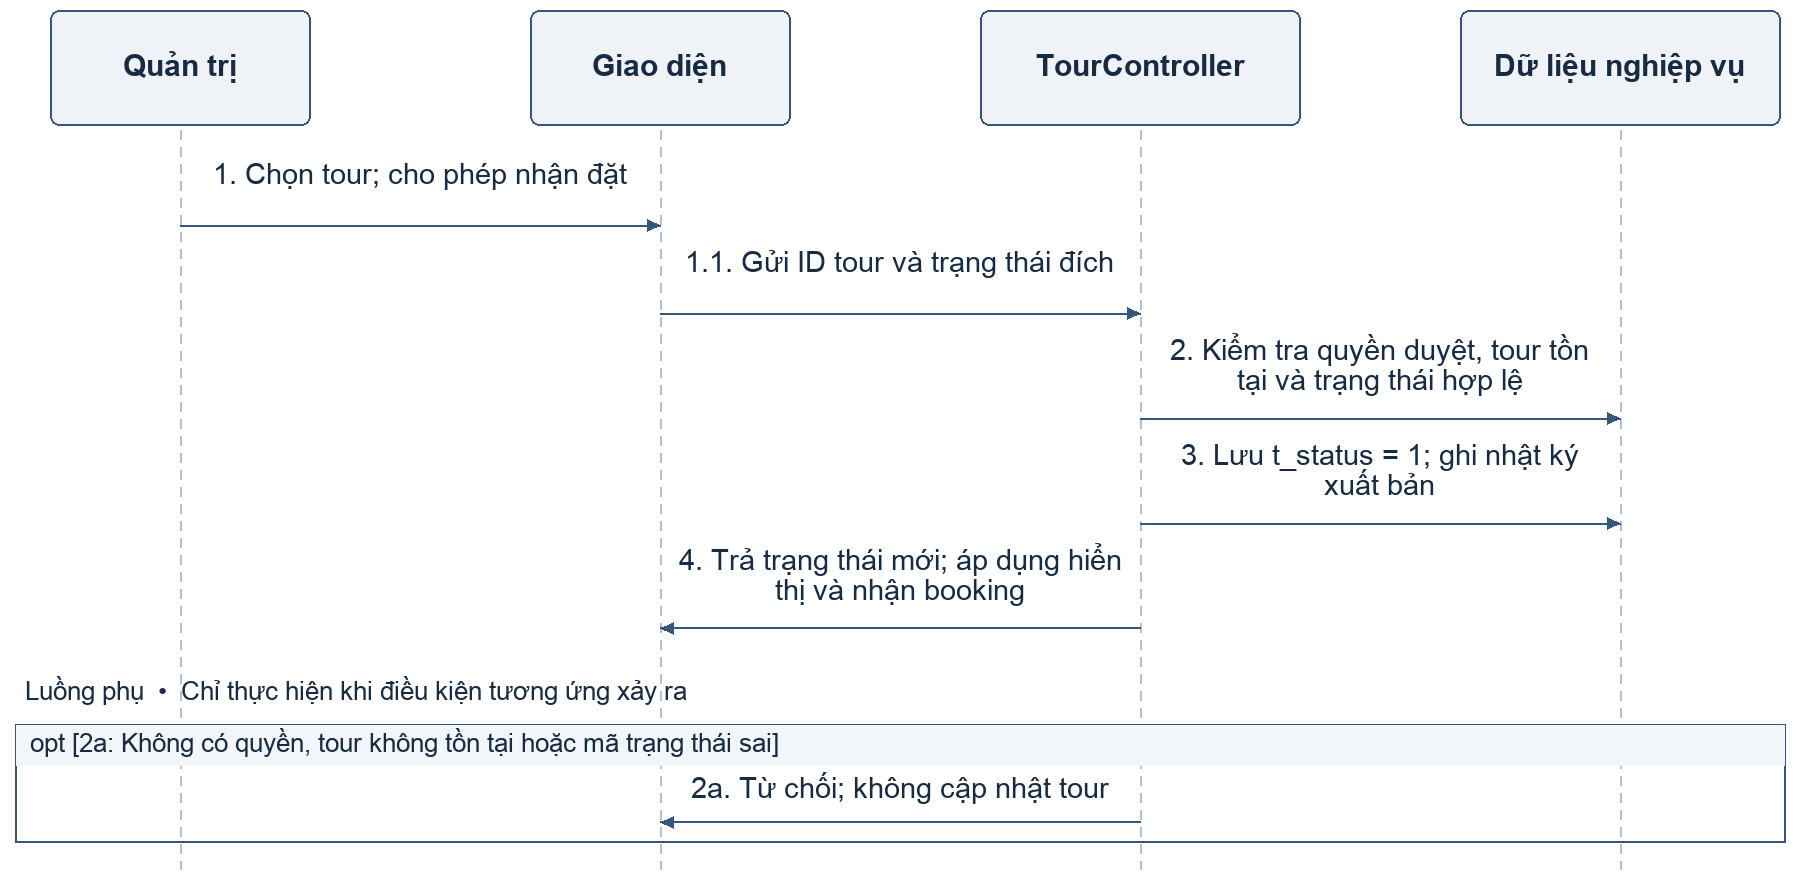 Quản trị
Giao diện
TourController
Dữ liệu nghiệp vụ
1. Chọn tour; cho phép nhận đặt
1.1. Gửi ID tour và trạng thái đích
2. Kiểm tra quyền duyệt, tour tồn
tại và trạng thái hợp lệ
3. Lưu t_status = 1; ghi nhật ký
xuất bản
4. Trả trạng thái mới; áp dụng hiển
thị và nhận booking
Luồng phụ • Chỉ thực hiện khi điều kiện tương ứng xảy ra
opt [2a: Không có quyền, tour không tồn tại hoặc mã trạng thái sai]
2a. Từ chối; không cập nhật tour